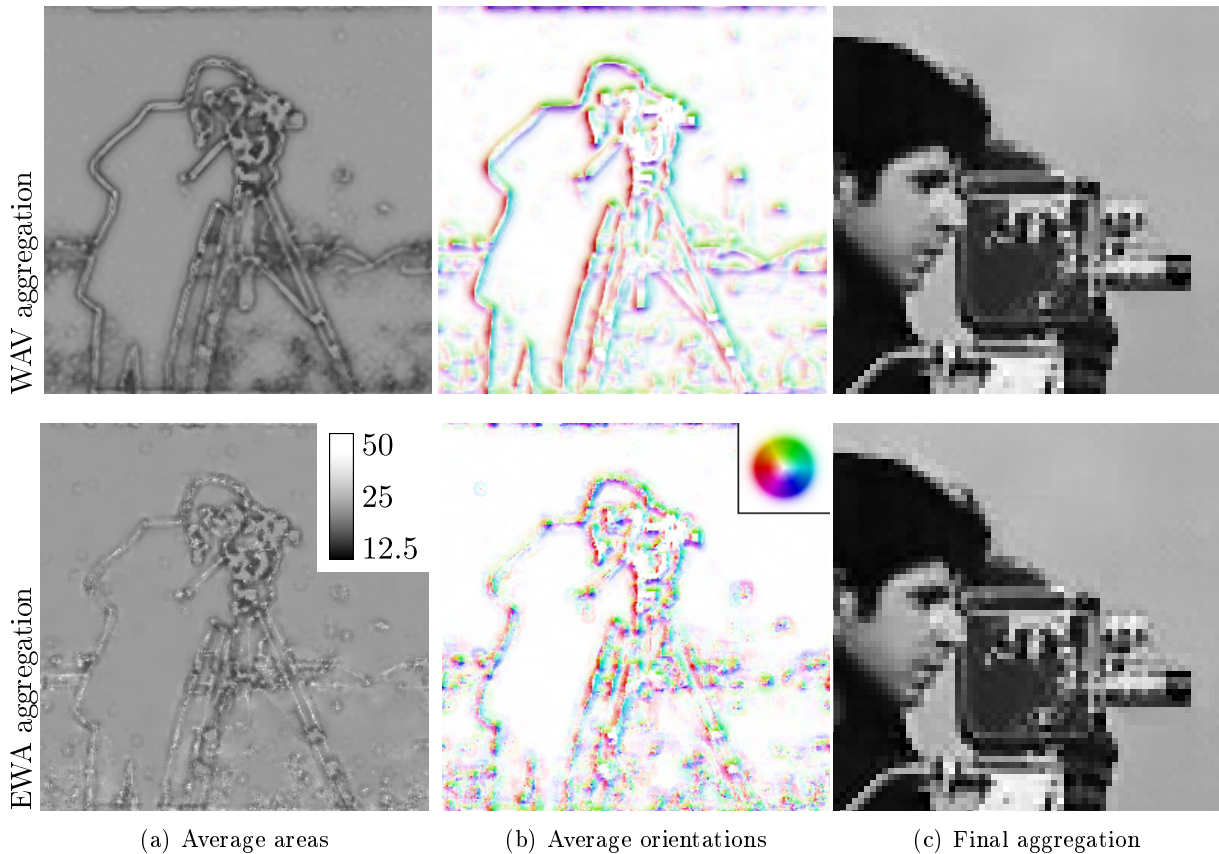 WAV aggregation
50
25
12.5
EWA aggregation
(a) Average areas
(b) Average orientations
(c) Final aggregation